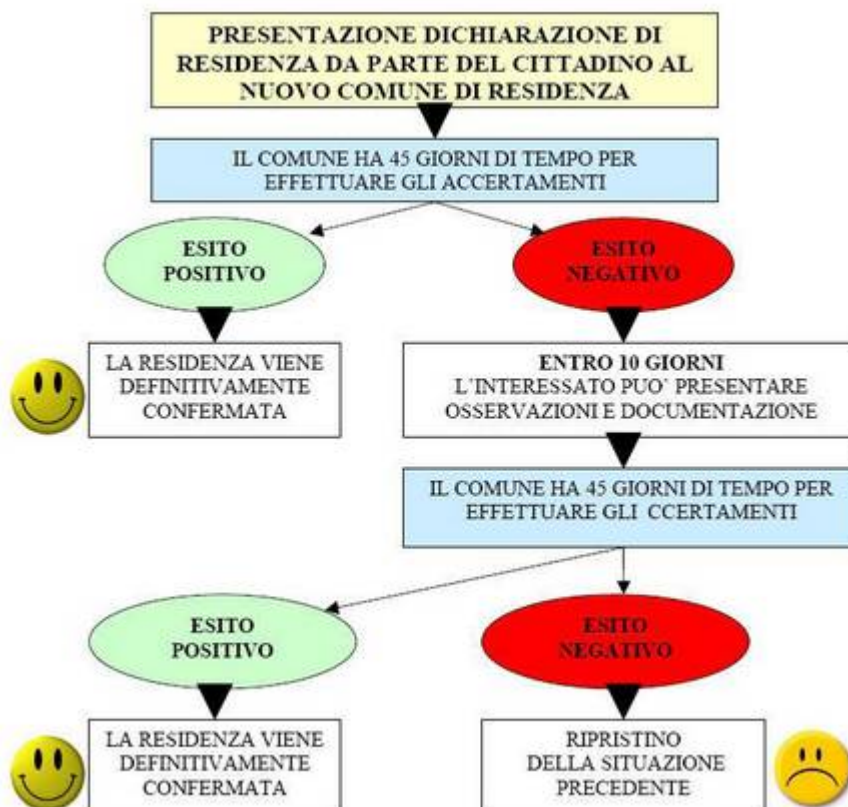 PRESENTAZIONE DICHIARAZIONE DI
RESIDENZA DA PARTE DEL CITTADINO AL
NUOVO COMUNE DI RESIDENZA
IL COMUNE HA 45 GIORNI DI TEMPO PER
EFFETTUARE GLI ACCERTAMENTI
ESITO
POSITIVO
ESITO
NEGATIVO
LA RESIDENZA VIENE
DEFINITIVAMENTE
CONFERMATA
ENTRO 10 GIORNI
L'INTERESSATO PUO` PRESENTARE
OSSERVAZIONI E DOCUMENTAZIONE
IL COMUNE HA 45 GIORNI DI TEMPO PER
EFFETTUARE GLI CCERTAMENTI
ESITO
POSITIVO
ESITO
NEGATIVO
LA RESIDENZA VIENE
DEFINITIVAMENTE
CONFERMATA
RIPRISTINO
DELLA SITUAZIONE
PRECEDENTE